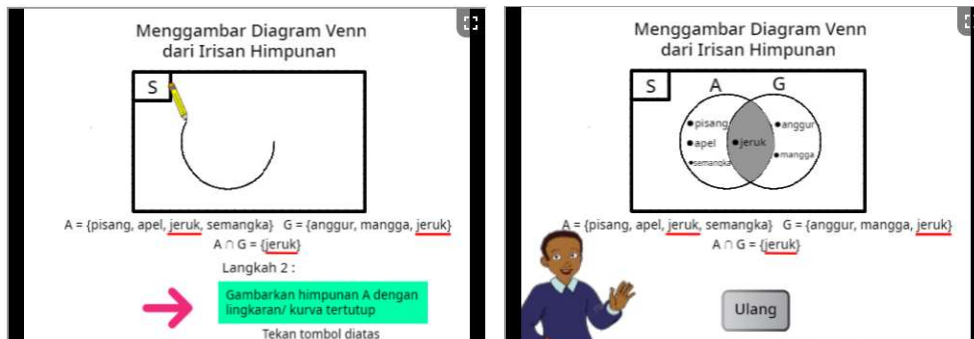 Menggambar Diagram Venn
dari Irisan Himpunan
S
A = {pisang, apel, jeruk, semangka} G = {anggur, mangga, jeruk}
A ∩ G = {jeruk}
Langkah 2 :
Gambarkan himpunan A dengan
lingkaran/ kurva tertutup
Tekan tombol diatas
Menggambar Diagram Venn
dari Irisan Himpunan
S
A G
pisang
anggur
apel
jeruk
mangga
semangka
A = {pisang, apel, jeruk, semangka} G = {anggur, mangga, jeruk}
A ∩ G = {jeruk}
Ulang